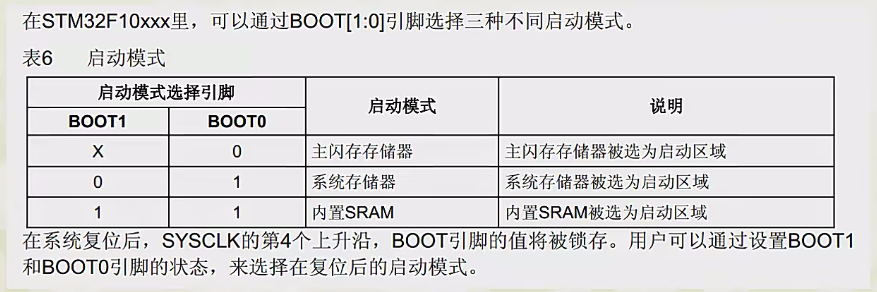 在STM32F10xxx里，可以通过BOOT[1:0]引脚选择三种不同启动模式。
表6 启动模式
启动模式选择引脚 启动模式 说明
BOOT1 BOOT0
X 0 主闪存存储器 主闪存存储器被选为启动区域
0 1 系统存储器 系统存储器被选为启动区域
1 1 内置SRAM 内置SRAM被选为启动区域
在系统复位后，SYSCLK的第4个上升沿，BOOT引脚的值将被锁存。用户可以通过设置BOOT1
和BOOT0引脚的状态，来选择在复位后的启动模式。